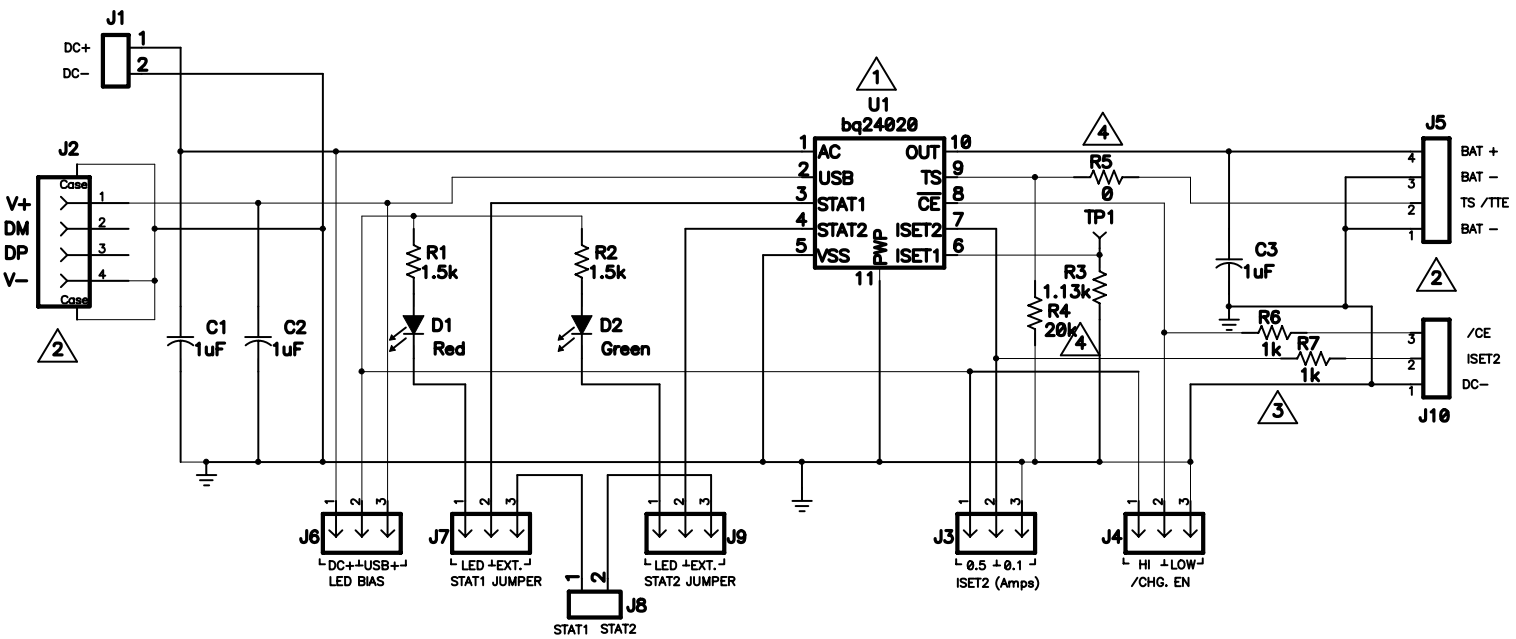 J1
DC+ 1
DC- 2
J2
Case
V+ 1
DM 2
DP 3
V- 4
Case
2
C1
1uF
C2
1uF
R1
1.5k
R2
1.5k
D1
Red
D2
Green
1
U1
bq24020
1 AC OUT 10
2 USB TS 9
3 STAT1 CE 8
4 STAT2 ISET2 7
5 VSS PWP ISET1 6
11
4
R5
0
TP1
R3
1.13k
R4
20k
4
C3
1uF
J5
4 BAT +
3 BAT -
2 TS /TTE
1 BAT -
2
R6
1k
R7
1k
3
3 /CE
2 ISET2
1 DC-
J10
1 2 3
J6
DC+ USB+
LED BIAS
1 2 3
J7
LED EXT.
STAT1 JUMPER
1 2
J8
STAT1 STAT2
1 2 3
J9
LED EXT.
STAT2 JUMPER
1 2 3
J3
0.5 0.1
ISET2 (Amps)
1 2 3
J4
HI LOW
/CHG. EN